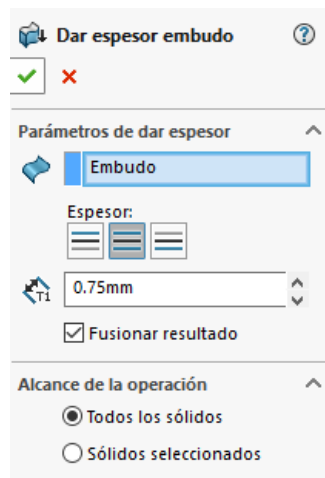 Dar espesor embudo
Parámetros de dar espesor
Embudo
Espesor:
T1
0.75mm
Fusionar resultado
Alcance de la operación
Todos los sólidos
Sólidos seleccionados